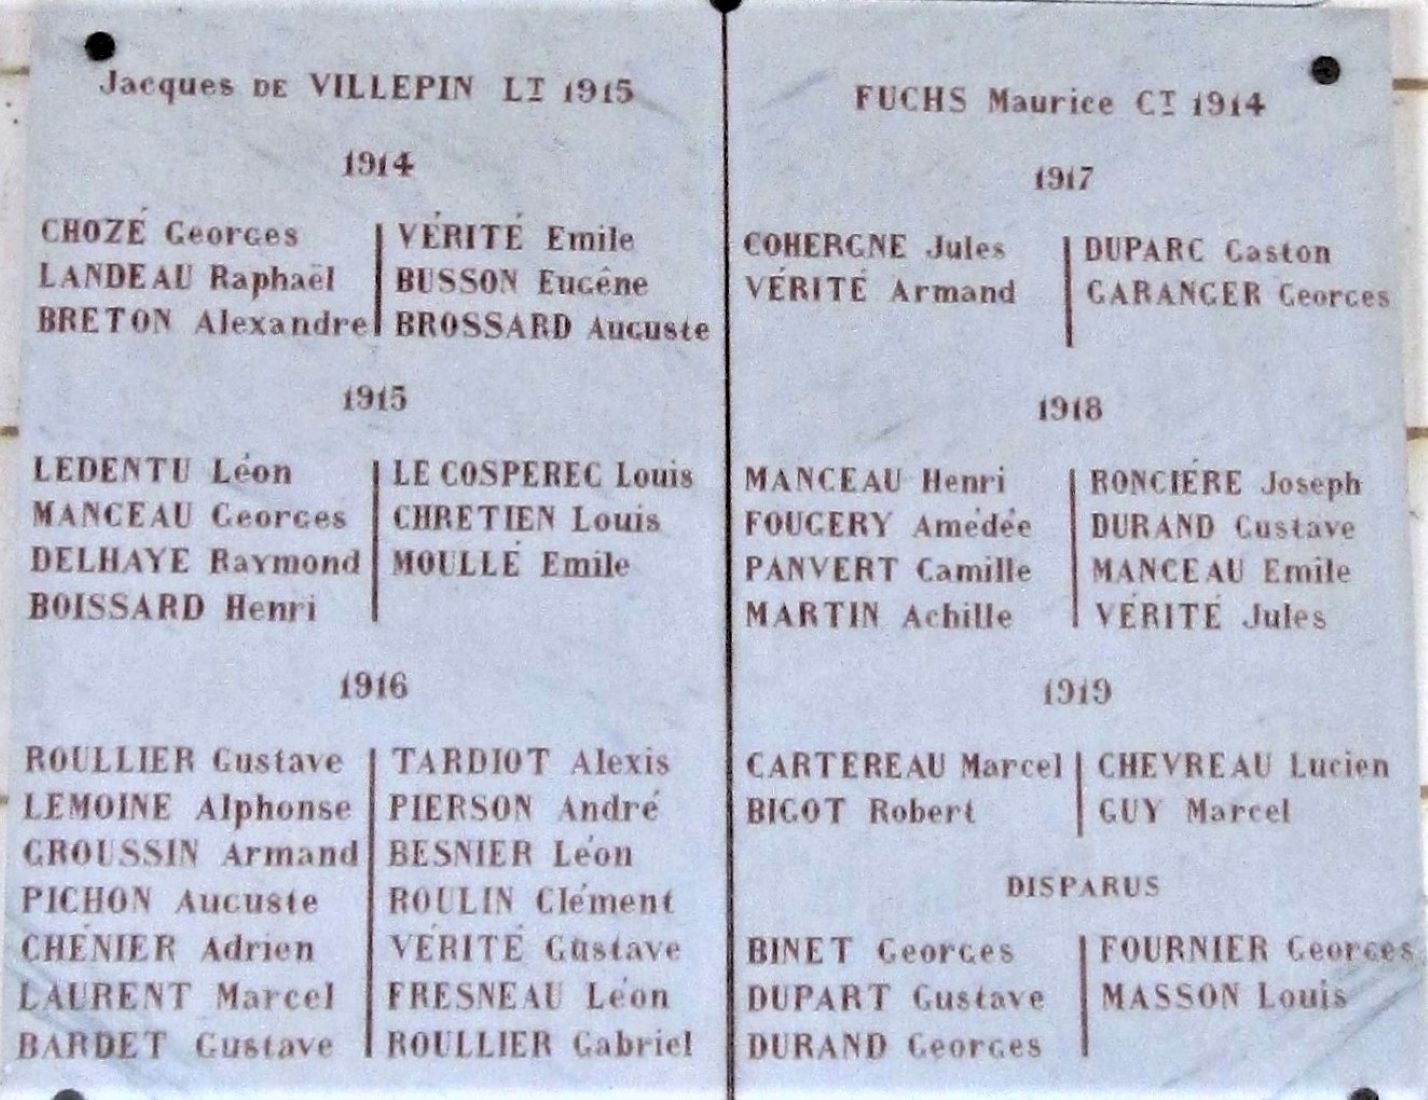 Jacques DE VILLEPIN LT 1915
1914
CHOZÉ Georges
LANDEAU Raphaël
BRETON Alexandre
VÉRITÉ Emile
BUSSON Eugêne
BROSSARD Auguste
1915
LEDENTU Léon
MANCEAU Georges
DELHAYE Raymond
BOISSARD Henri
LE COSPEREC Louis
CHRETIEN Louis
MOULLÉ Emile
1916
ROULLIER Gustave
LEMOINE Alphonse
GROUSSIN Armand
PICHON Auguste
CHÉNIER Adrien
LAURENT Marcel
BARDET Gustave
TARDIOT Alexis
PIERSON André
BESNIER Léon
ROULIN Clément
VÉRITÉ Gustave
FRESNEAU Léon
ROULLIER Gabriel
FUCHS Maurice CT 1914
1917
COHERGNE Jules
VÉRITÉ Armand
DUPARC Gaston
GARANGER Georges
1918
MANCEAU Henri
FOUGERY Amédée
PANVERT Camille
MARTIN Achille
RONCIÉRE Joseph
DURAND Gustave
MANCEAU Emile
VÉRITÉ Jules
1919
CARTEREAU Marcel
BIGOT Robert
CHEVREAU Lucien
GUY Marcel
DISPARUS
BINET Georges
DUPART Gustave
DURAND Georges
FOURNIER Georges
MASSON Louis